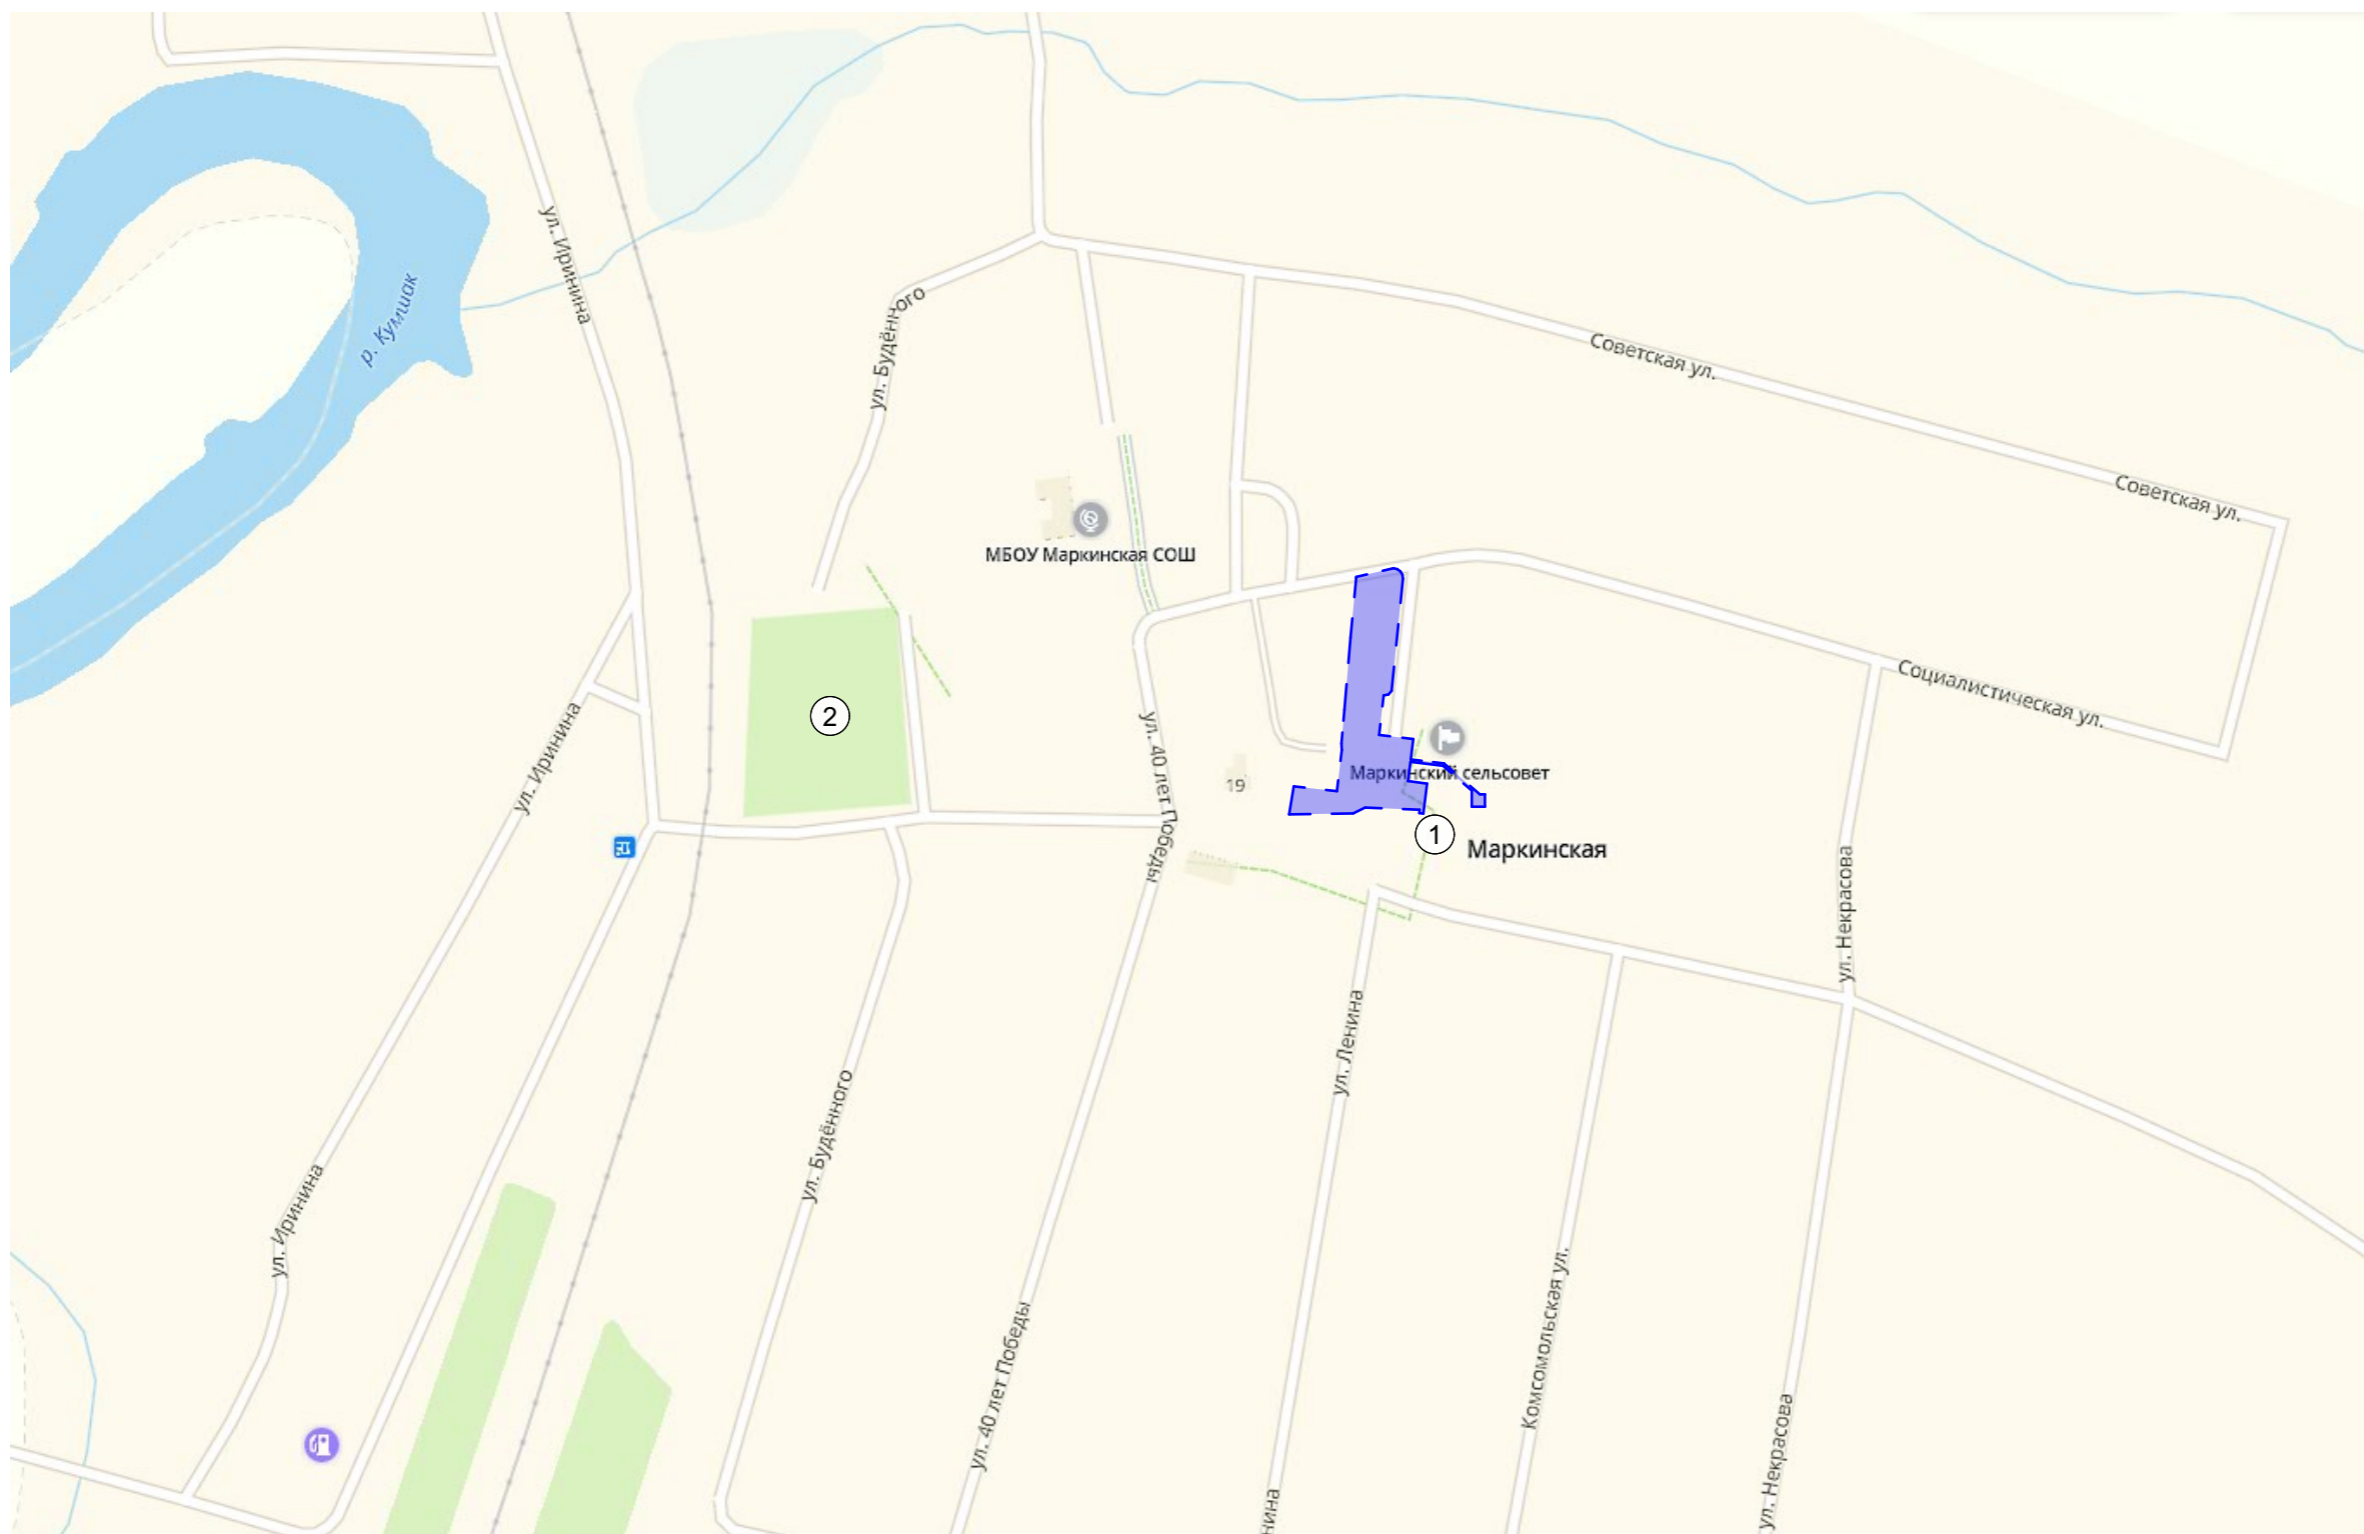 ул. Иринина
р. Кумшак
ул. Будённого
Советская ул.
Советская ул.
МБОУ Маркинская СОШ
Социалистическая ул.
ул. Иринина
2
ул. 40 лет Победы
Маркинский сельсовет
19
1
Маркинская
ул. Некрасова
ул. Ленина
ул. Будённого
ул. Иринина
Комсомольская ул.
ул. 40 лет Победы
ул. Некрасова
нина